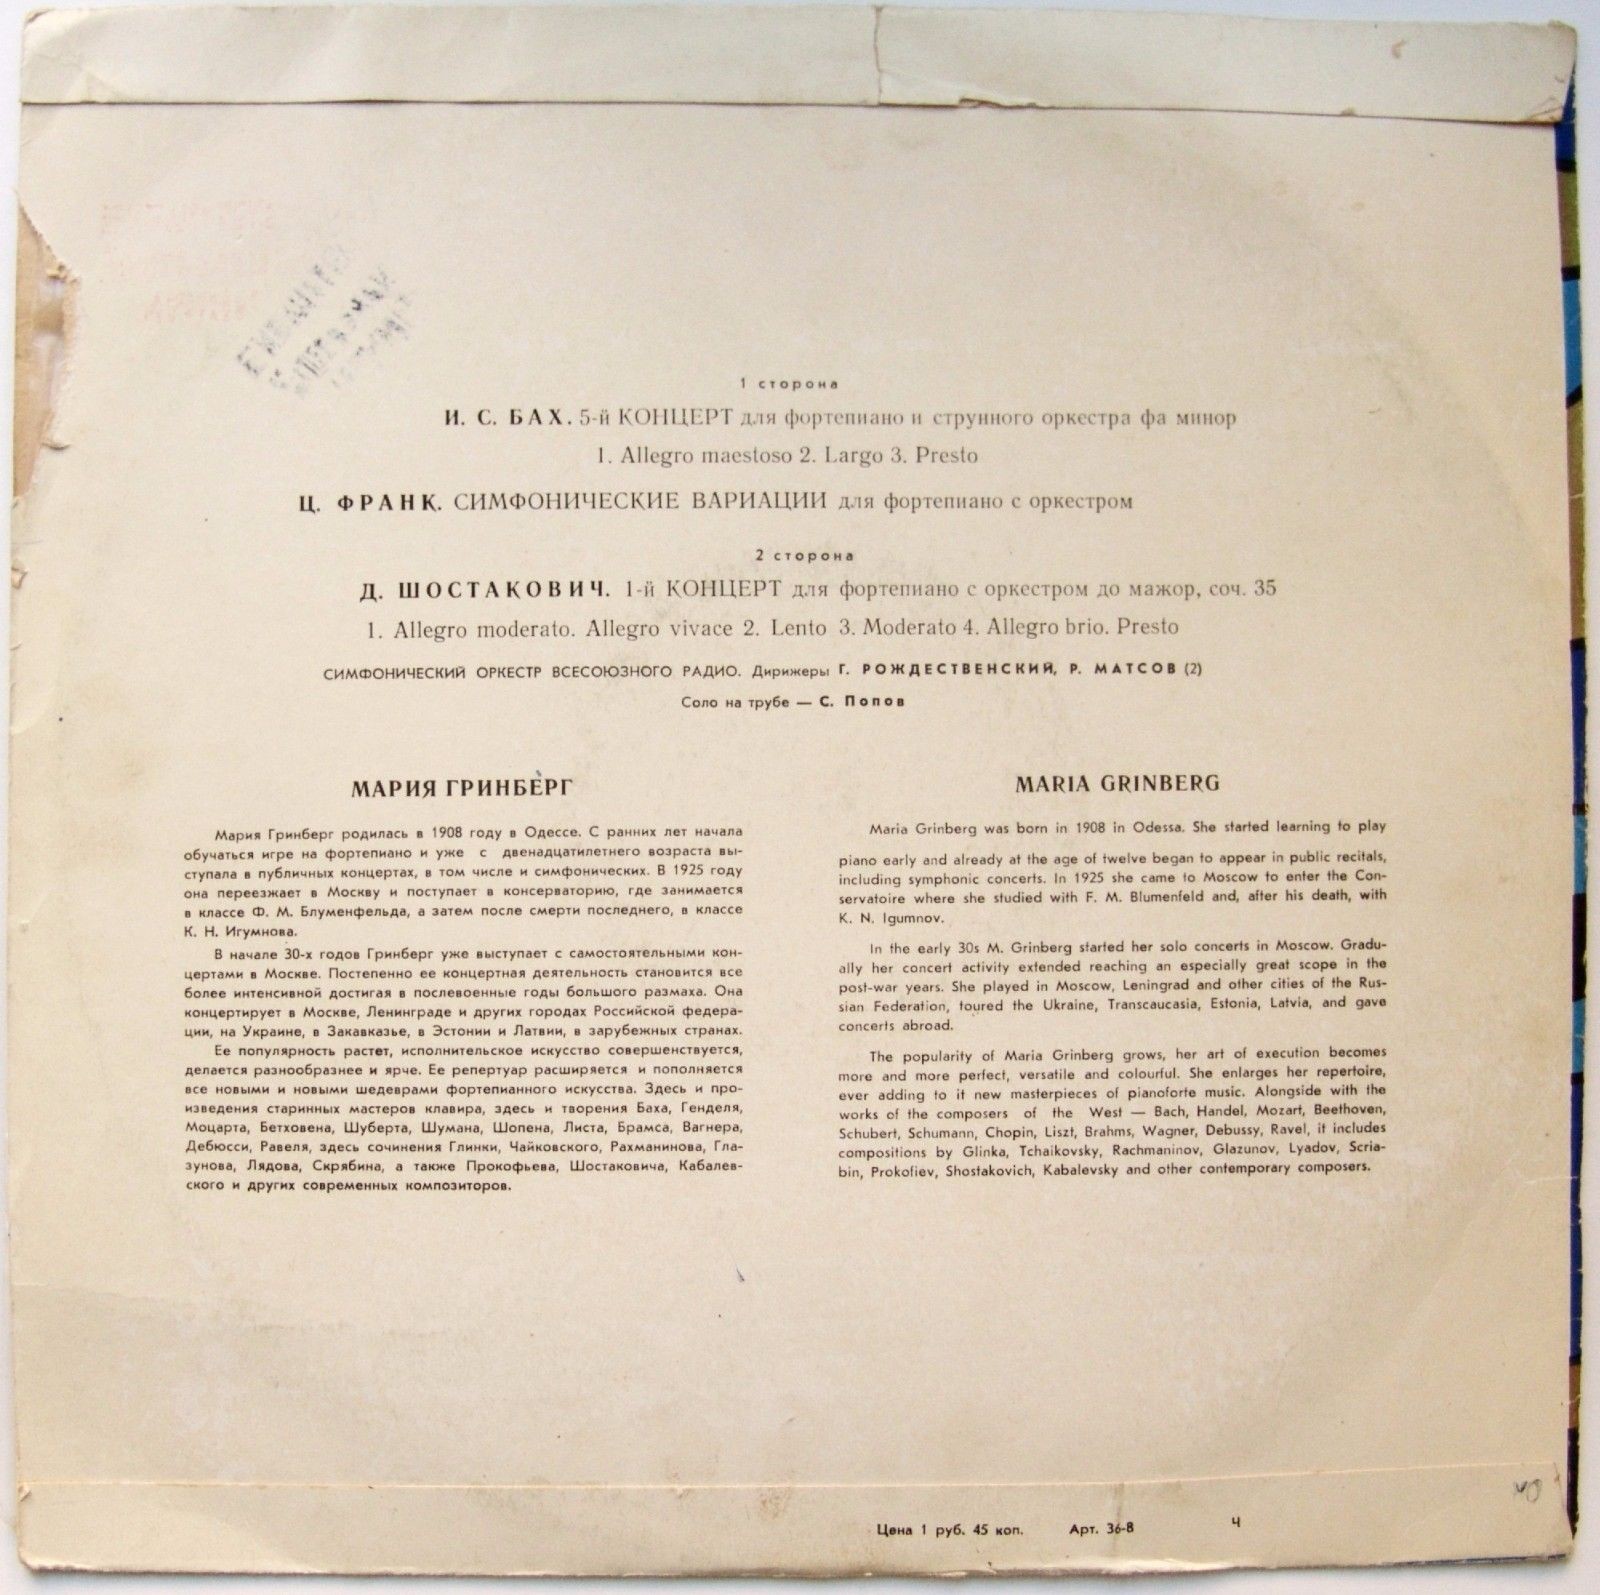 1 сторона
И. С. БАХ. 5-й КОНЦЕРТ для фортепиано и струнного оркестра фа минор
1. Allegro maestoso 2. Largo 3. Presto
Ц. ФРАНК. СИМФОНИЧЕСКИЕ ВАРИАЦИИ для фортепиано с оркестром
2 сторона
Д. ШОСТАКОВИЧ. 1-й КОНЦЕРТ для фортепиано с оркестром до мажор, соч. 35
1. Allegro moderato. Allegro vivace 2. Lento 3. Moderato 4. Allegro brio. Presto
СИМФОНИЧЕСКИЙ ОРКЕСТР ВСЕСОЮЗНОГО РАДИО. Дирижеры Г. РОЖДЕСТВЕНСКИЙ, Р. МАТСОВ (2)
Соло на трубе — С. Попов
МАРИЯ ГРИНБЕРГ
Мария Гринберг родилась в 1908 году в Одессе. С ранних лет начала
обучаться игре на фортепиано и уже с двенадцатилетнего возраста вы-
ступала в публичных концертах, в том числе и симфонических. В 1925 году
она переезжает в Москву и поступает в консерваторию, где занимается
в классе Ф. М. Блуменфельда, а затем после смерти последнего, в классе
К. Н. Игумнова.
В начале 30-х годов Гринберг уже выступает с самостоятельными кон-
цертами в Москве. Постепенно ее концертная деятельность становится все
более интенсивной достигая в послевоенные годы большого размаха. Она
концертирует в Москве, Ленинграде и других городах Российской федера-
ции, на Украине, в Закавказье, в Эстонии и Латвии, в зарубежных странах.
Ее популярность растет, исполнительское искусство совершенствуется,
делается разнообразнее и ярче. Ее репертуар расширяется и пополняется
все новыми и новыми шедеврами фортепианного искусства. Здесь и про-
изведения старинных мастеров клавира, здесь и творения Баха, Генделя,
Моцарта, Бетховена, Шуберта, Шумана, Шопена, Листа, Брамса, Вагнера,
Дебюсси, Равеля, здесь сочинения Глинки, Чайковского, Рахманинова, Гла-
зунова, Лядова, Скрябина, а также Прокофьева, Шостаковича, Кабалев-
ского и других современных композиторов.
MARIA GRINBERG
Maria Grinberg was born in 1908 in Odessa. She started learning to play
piano early and already at the age of twelve began to appear in public recitals,
including symphonic concerts. In 1925 she came to Moscow to enter the Con-
servatoire where she studied with F. M. Blumenfeld and, after his death, with
K. N. Igumnov.
In the early 30s M. Grinberg started her solo concerts in Moscow. Gradu-
ally her concert activity extended reaching an especially great scope in the
post-war years. She played in Moscow, Leningrad and other cities of the Rus-
sian Federation, toured the Ukraine, Transcaucasia, Estonia, Latvia, and gave
concerts abroad.
The popularity of Maria Grinberg grows, her art of execution becomes
more and more perfect, versatile and colourful. She enlarges her repertoire,
ever adding to it new masterpieces of pianoforte music. Alongside with the
works of the composers of the West — Bach, Handel, Mozart, Beethoven,
Schubert, Schumann, Chopin, Liszt, Brahms, Wagner, Debussy, Ravel, it includes
compositions by Glinka, Tchaikovsky, Rachmaninov, Glazunov, Lyadov, Scria-
bin, Prokofiev, Shostakovich, Kabalevsky and other contemporary composers.
Цена 1 руб. 45 коп. Арт. 36-8 Ч